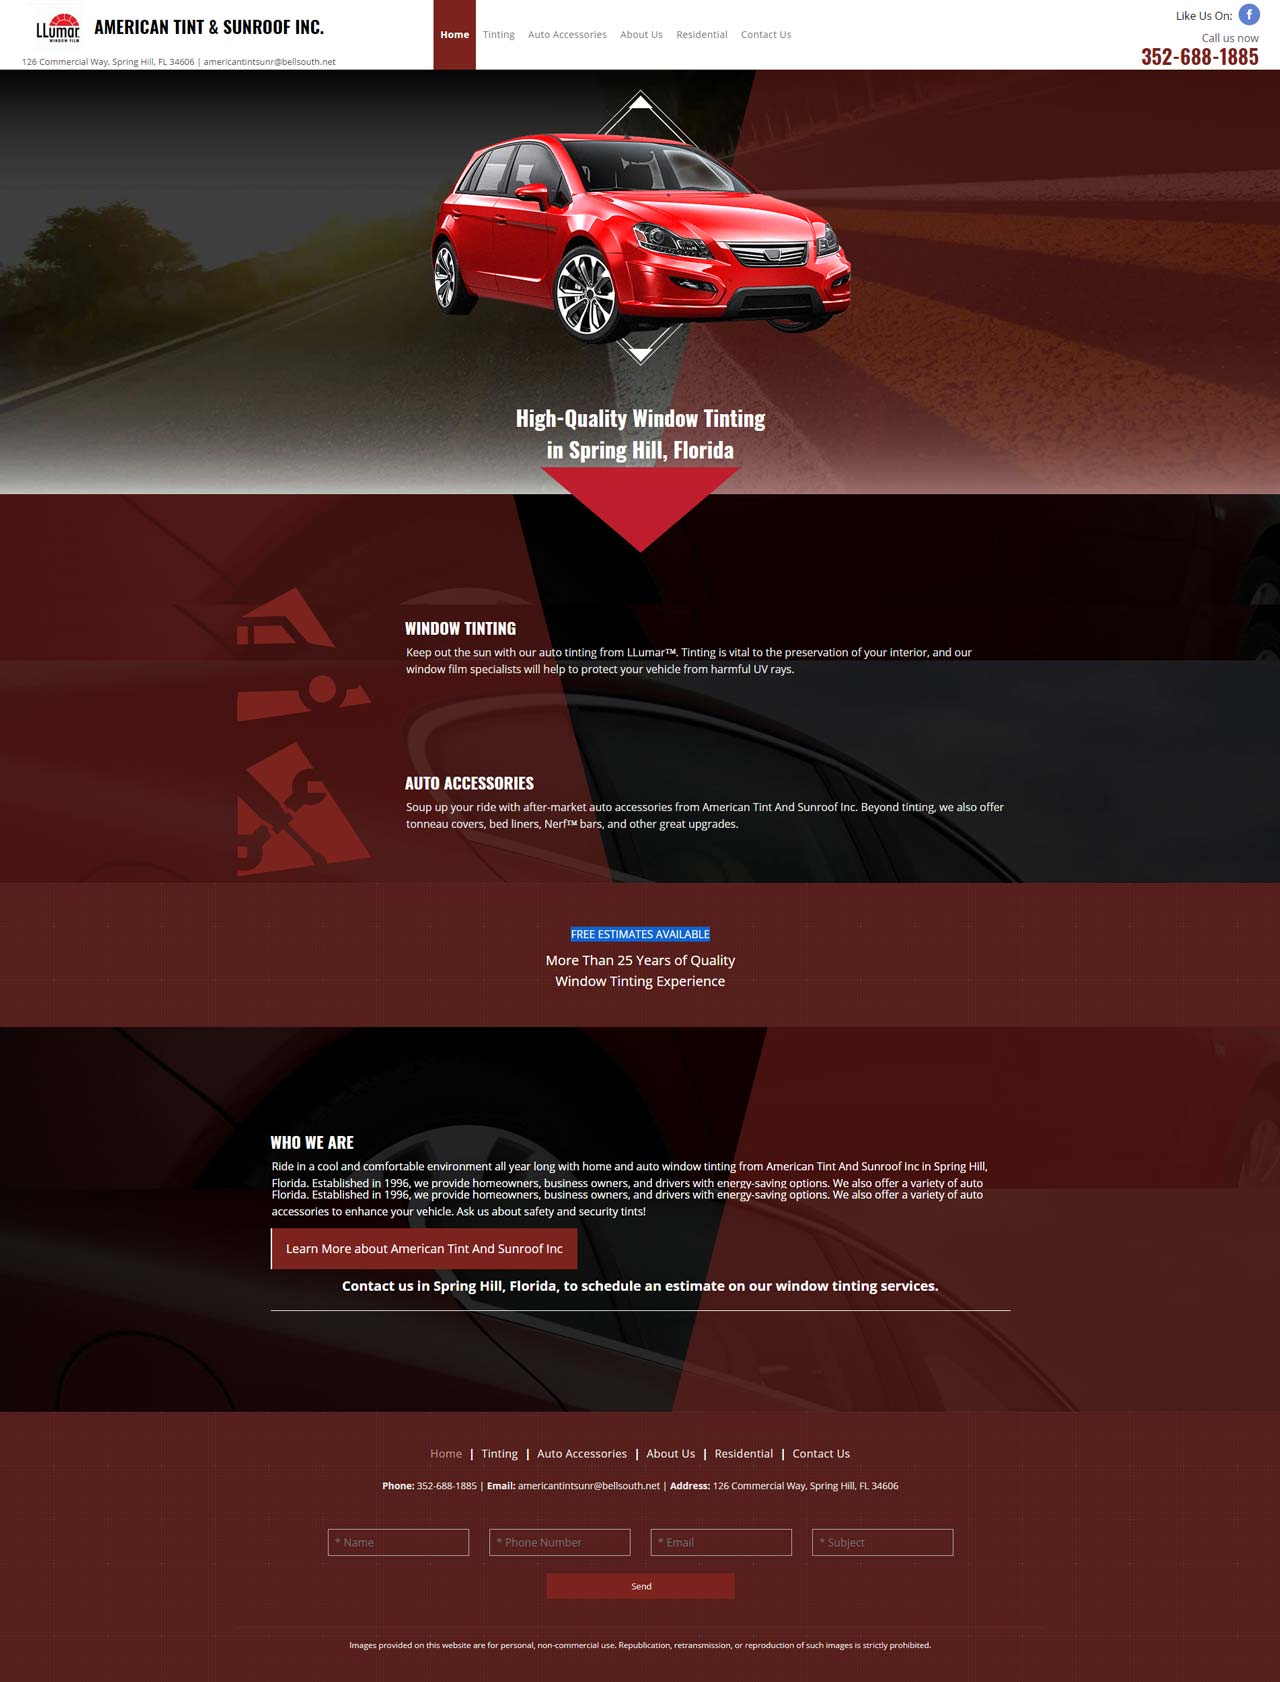 LLumar
WINDOW FILM
AMERICAN TINT & SUNROOF INC.
126 Commercial Way, Spring Hill, FL 34606 | americantintsunr@bellsouth.net
Home
Tinting
Auto Accessories
About Us
Residential
Contact Us
Like Us On: f
Call us now
352-688-1885
High-Quality Window Tinting
in Spring Hill, Florida
WINDOW TINTING
Keep out the sun with our auto tinting from LLumar™. Tinting is vital to the preservation of your interior, and our
window film specialists will help to protect your vehicle from harmful UV rays.
AUTO ACCESSORIES
Soup up your ride with after-market auto accessories from American Tint And Sunroof Inc. Beyond tinting, we also offer
tonneau covers, bed liners, Nerf™ bars, and other great upgrades.
FREE ESTIMATES AVAILABLE
More Than 25 Years of Quality
Window Tinting Experience
WHO WE ARE
Ride in a cool and comfortable environment all year long with home and auto window tinting from American Tint And Sunroof Inc in Spring Hill,
Florida. Established in 1996, we provide homeowners, business owners, and drivers with energy-saving options. We also offer a variety of auto
Florida. Established in 1996, we provide homeowners, business owners, and drivers with energy-saving options. We also offer a variety of auto
accessories to enhance your vehicle. Ask us about safety and security tints!
Learn More about American Tint And Sunroof Inc
Contact us in Spring Hill, Florida, to schedule an estimate on our window tinting services.
Home | Tinting | Auto Accessories | About Us | Residential | Contact Us
Phone: 352-688-1885 | Email: americantintsunr@bellsouth.net | Address: 126 Commercial Way, Spring Hill, FL 34606
* Name
* Phone Number
* Email
* Subject
Send
Images provided on this website are for personal, non-commercial use. Republication, retransmission, or reproduction of such images is strictly prohibited.